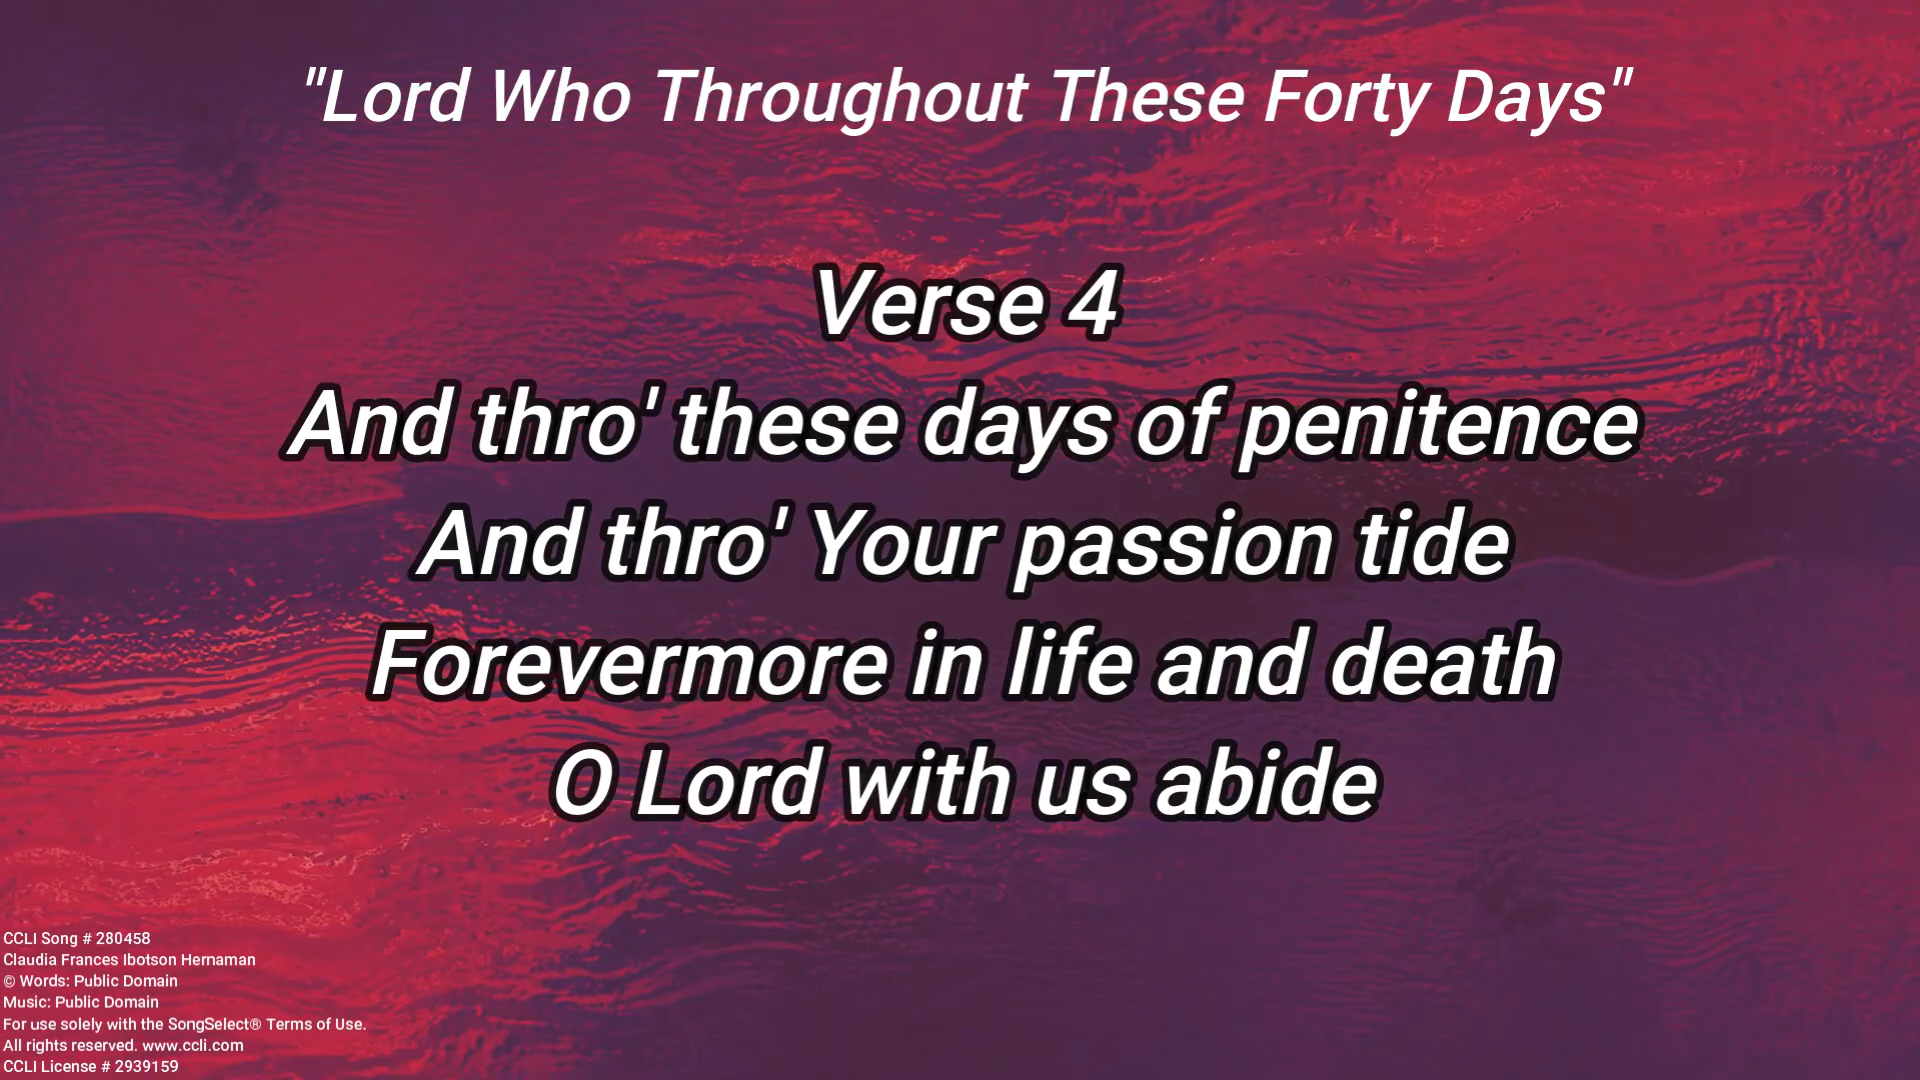 "Lord Who Throughout These Forty Days"
Verse 4
And thro' these days of penitence
And thro' Your passion tide
Forevermore in life and death
O Lord with us abide
CCLI Song # 280458
Claudia Frances Ibotson Hernaman
© Words: Public Domain
Music: Public Domain
For use solely with the SongSelect® Terms of Use.
All rights reserved. www.ccli.com
CCLI License # 2939159